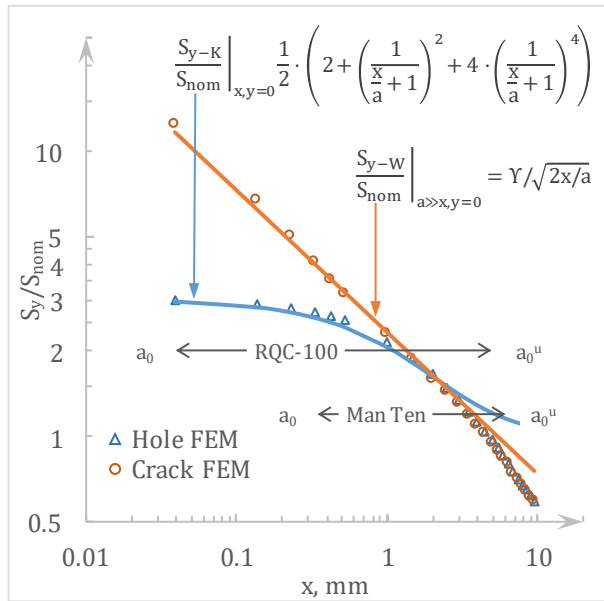 S_{y-K}/S_{nom}|_{x,y=0} 1/2 · (2 + (1/(x/a + 1))^2 + 4 · (1/(x/a + 1))^4)
S_{y-W}/S_{nom}|_{a≫x,y=0} = ϒ/√(2x/a)
10
5
3
2
1
0.5
S_y/S_{nom}
a_0 RQC-100 a_0^u
a_0 Man Ten a_0^u
Hole FEM
Crack FEM
0.01 0.1 1 10
x, mm